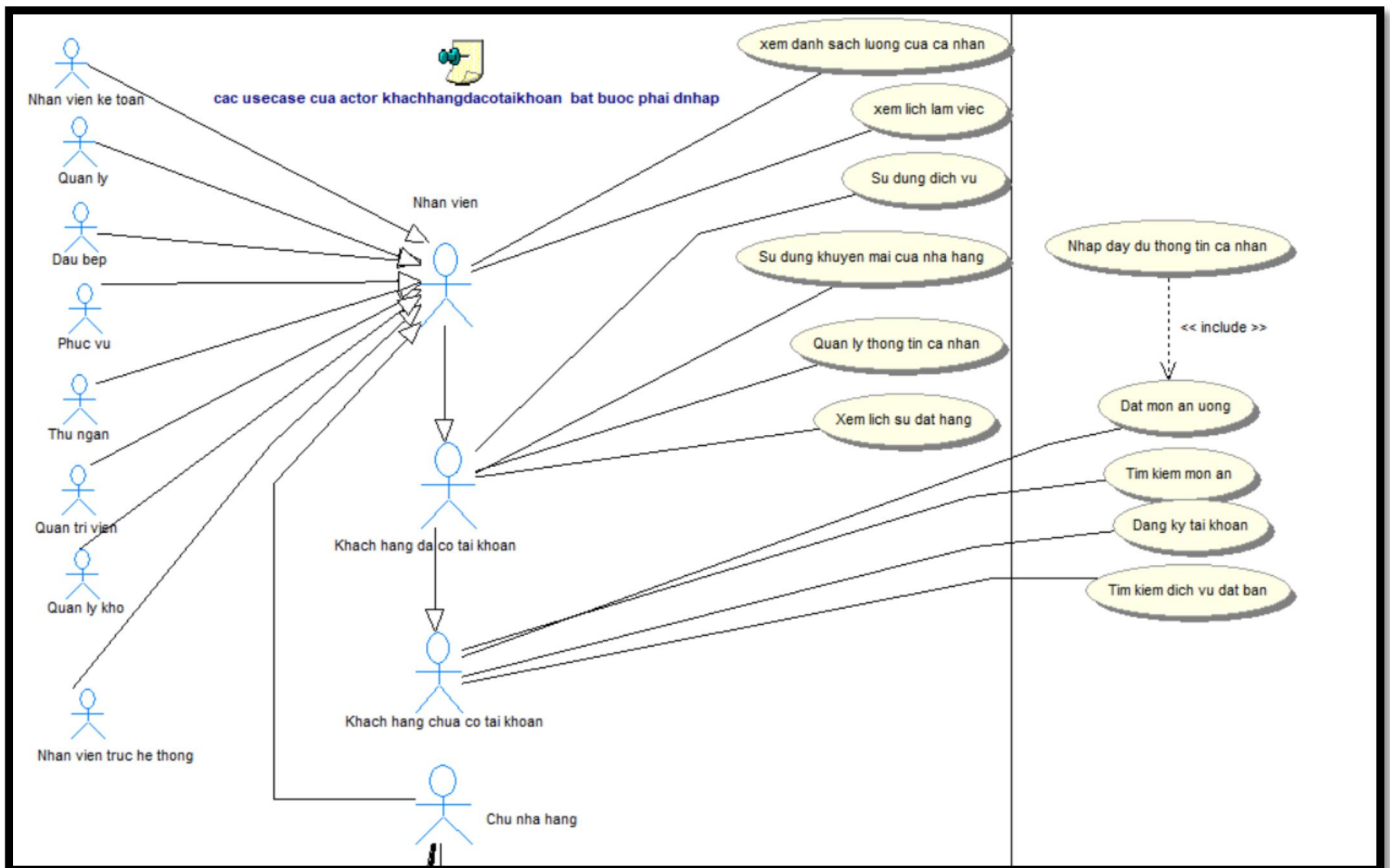 xem danh sach luong cua ca nhan
Nhan vien ke toan
cac usecase cua actor khachhangdacotaikhoan bat buoc phai dnhap
xem lich lam viec
Quan ly
Su dung dich vu
Nhan vien
Dau bep
Su dung khuyen mai cua nha hang
Nhap day du thong tin ca nhan
Phuc vu
<< include >>
Quan ly thong tin ca nhan
Thu ngan
Xem lich su dat hang
Dat mon an uong
Tim kiem mon an
Quan tri vien
Khach hang da co tai khoan
Dang ky tai khoan
Quan ly kho
Tim kiem dich vu dat ban
Khach hang chua co tai khoan
Nhan vien truc he thong
Chu nha hang